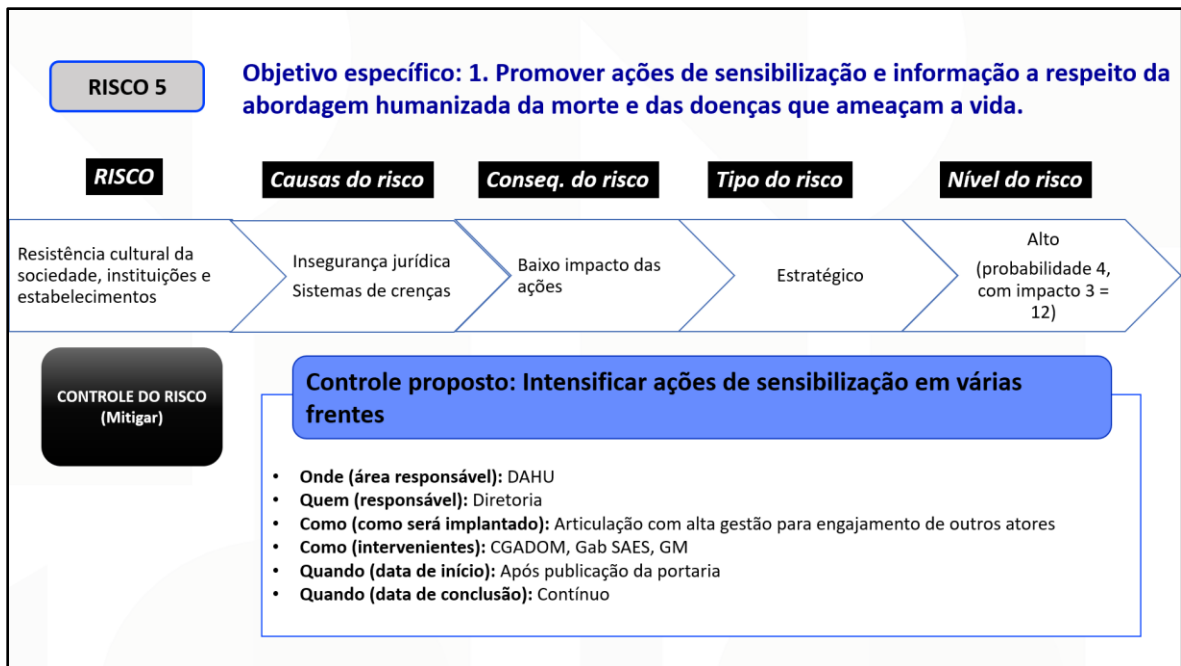 RISCO 5
Objetivo específico: 1. Promover ações de sensibilização e informação a respeito da
abordagem humanizada da morte e das doenças que ameaçam a vida.
RISCO
Causas do risco
Conseq. do risco
Tipo do risco
Nível do risco
Resistência cultural da
sociedade, instituições e
estabelecimentos
Insegurança jurídica
Sistemas de crenças
Baixo impacto das
ações
Estratégico
Alto
(probabilidade 4,
com impacto 3 =
12)
CONTROLE DO RISCO
(Mitigar)
Controle proposto: Intensificar ações de sensibilização em várias
frentes
• Onde (área responsável): DAHU
• Quem (responsável): Diretoria
• Como (como será implantado): Articulação com alta gestão para engajamento de outros atores
• Como (intervenientes): CGADOM, Gab SAES, GM
• Quando (data de início): Após publicação da portaria
• Quando (data de conclusão): Contínuo